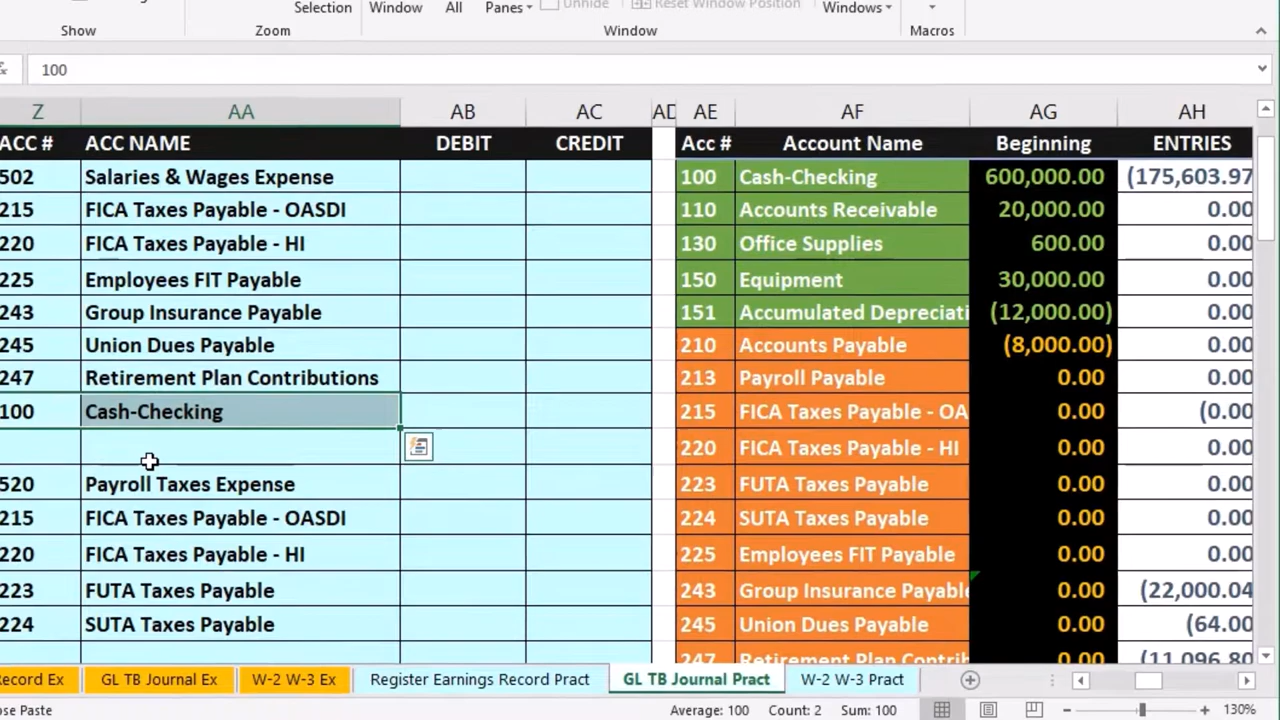 Selection Window All Panes Unhide Reset Window Position Windows
Show Zoom Window Macros
100
Z AA AB AC AD AE AF AG AH
ACC # ACC NAME DEBIT CREDIT Acc # Account Name Beginning ENTRIES
502 Salaries & Wages Expense 100 Cash-Checking 600,000.00 (175,603.97
215 FICA Taxes Payable - OASDI 110 Accounts Receivable 20,000.00 0.00
220 FICA Taxes Payable - HI 130 Office Supplies 600.00 0.00
225 Employees FIT Payable 150 Equipment 30,000.00 0.00
243 Group Insurance Payable 151 Accumulated Depreciati (12,000.00) 0.00
245 Union Dues Payable 210 Accounts Payable (8,000.00) 0.00
247 Retirement Plan Contributions 213 Payroll Payable 0.00 0.00
100 Cash-Checking 215 FICA Taxes Payable - OA 0.00 (0.00
220 FICA Taxes Payable - HI 0.00 0.00
520 Payroll Taxes Expense 223 FUTA Taxes Payable 0.00 0.00
215 FICA Taxes Payable - OASDI 224 SUTA Taxes Payable 0.00 0.00
220 FICA Taxes Payable - HI 225 Employees FIT Payable 0.00 0.00
223 FUTA Taxes Payable 243 Group Insurance Payable 0.00 (22,000.04
224 SUTA Taxes Payable 245 Union Dues Payable 0.00 (64.00
247 Retirement Plan Contrib 0.00 (11,096.80
Record Ex GL TB Journal Ex W-2 W-3 Ex Register Earnings Record Pract GL TB Journal Pract W-2 W-3 Pract
ose Paste Average: 100 Count: 2 Sum: 100 130%